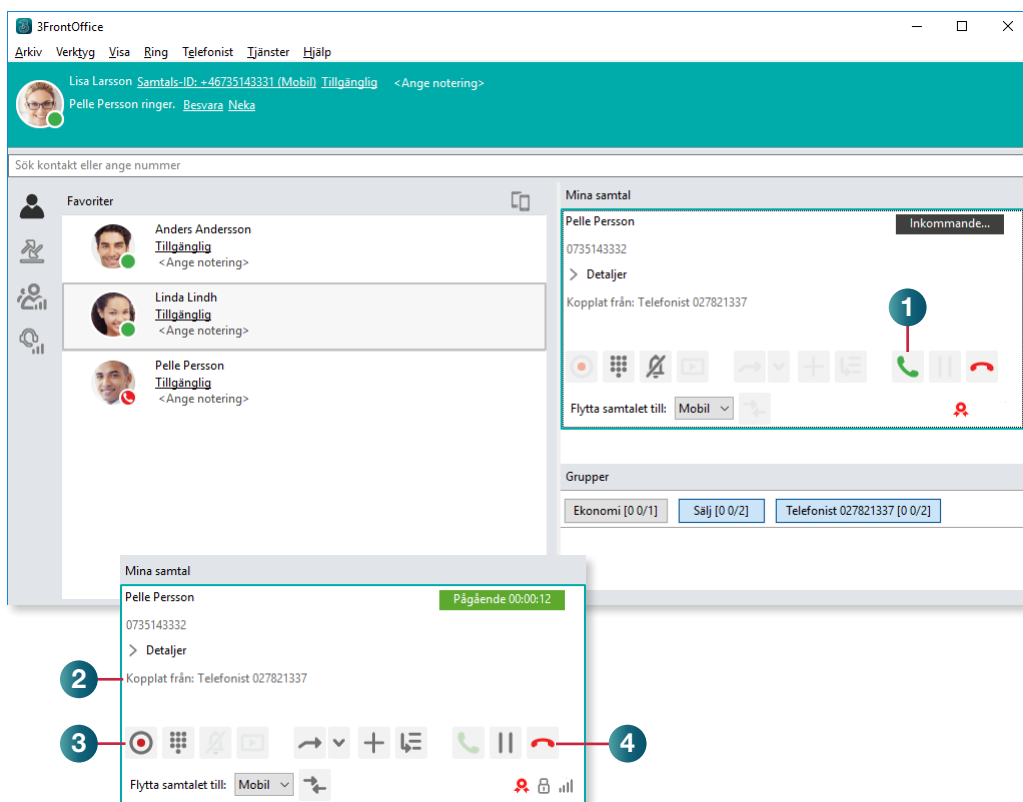 3FrontOffice
Arkiv Verktyg Visa Ring Telefonist Tjänster Hjälp
Lisa Larsson Samtals-ID: +46735143331 (Mobil) Tillgänglig <Ange notering>
Pelle Persson ringer. Besvara Neka
Sök kontakt eller ange nummer
Favoriter
Anders Andersson
Tillgänglig
<Ange notering>
Linda Lindh
Tillgänglig
<Ange notering>
Pelle Persson
Tillgänglig
<Ange notering>
Mina samtal
Pelle Persson Inkommande...
0735143332
Detaljer
Kopplat från: Telefonist 027821337
1
Flytta samtalet till: Mobil
Grupper
Ekonomi [0 0/1] Sälj [0 0/2] Telefonist 027821337 [0 0/2]
Mina samtal
Pelle Persson Pågående 00:00:12
0735143332
Detaljer
2 Kopplat från: Telefonist 027821337
3 4
Flytta samtalet till: Mobil